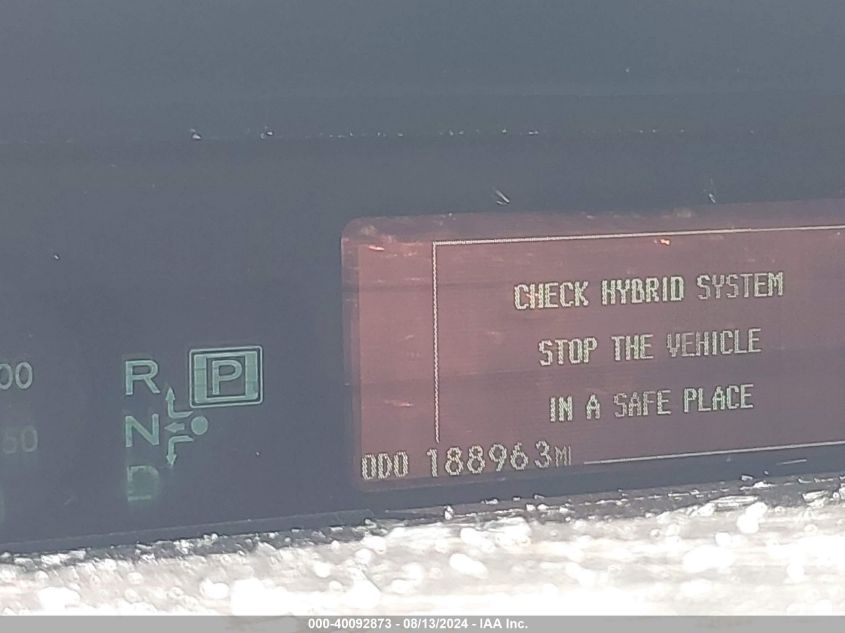 CHECK HYBRID SYSTEM
STOP THE VEHICLE
IN A SAFE PLACE
ODO 188963MI
00
60
R
P
N
D
000-40092873 - 08/13/2024 - IAA Inc.